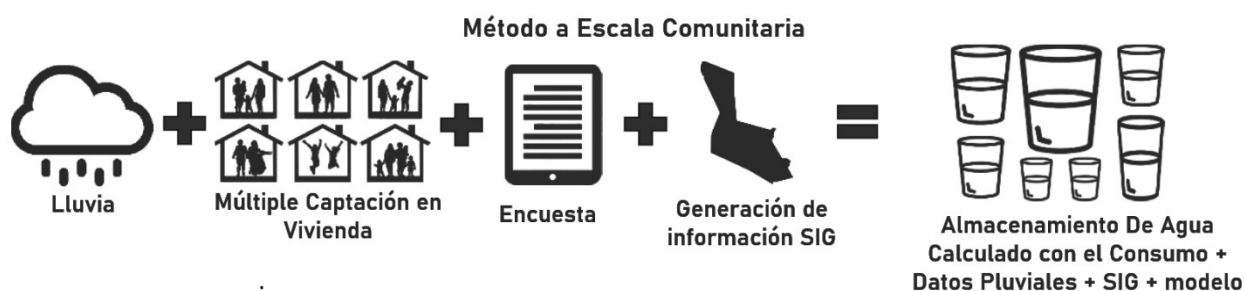 Método a Escala Comunitaria
Lluvia
Múltiple Captación en
Vivienda
Encuesta
Generación de
información SIG
Almacenamiento De Agua
Calculado con el Consumo +
Datos Pluviales + SIG + modelo